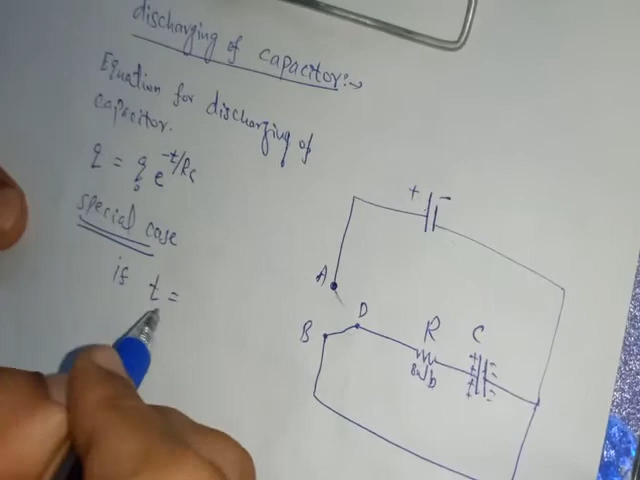 discharging of capacitor:→
Equation for discharging of
capacitor.
q = q₀ e^-t/RC
special case
if t =
+ -
A
B
D
R
C
+ -
+ -
+ -